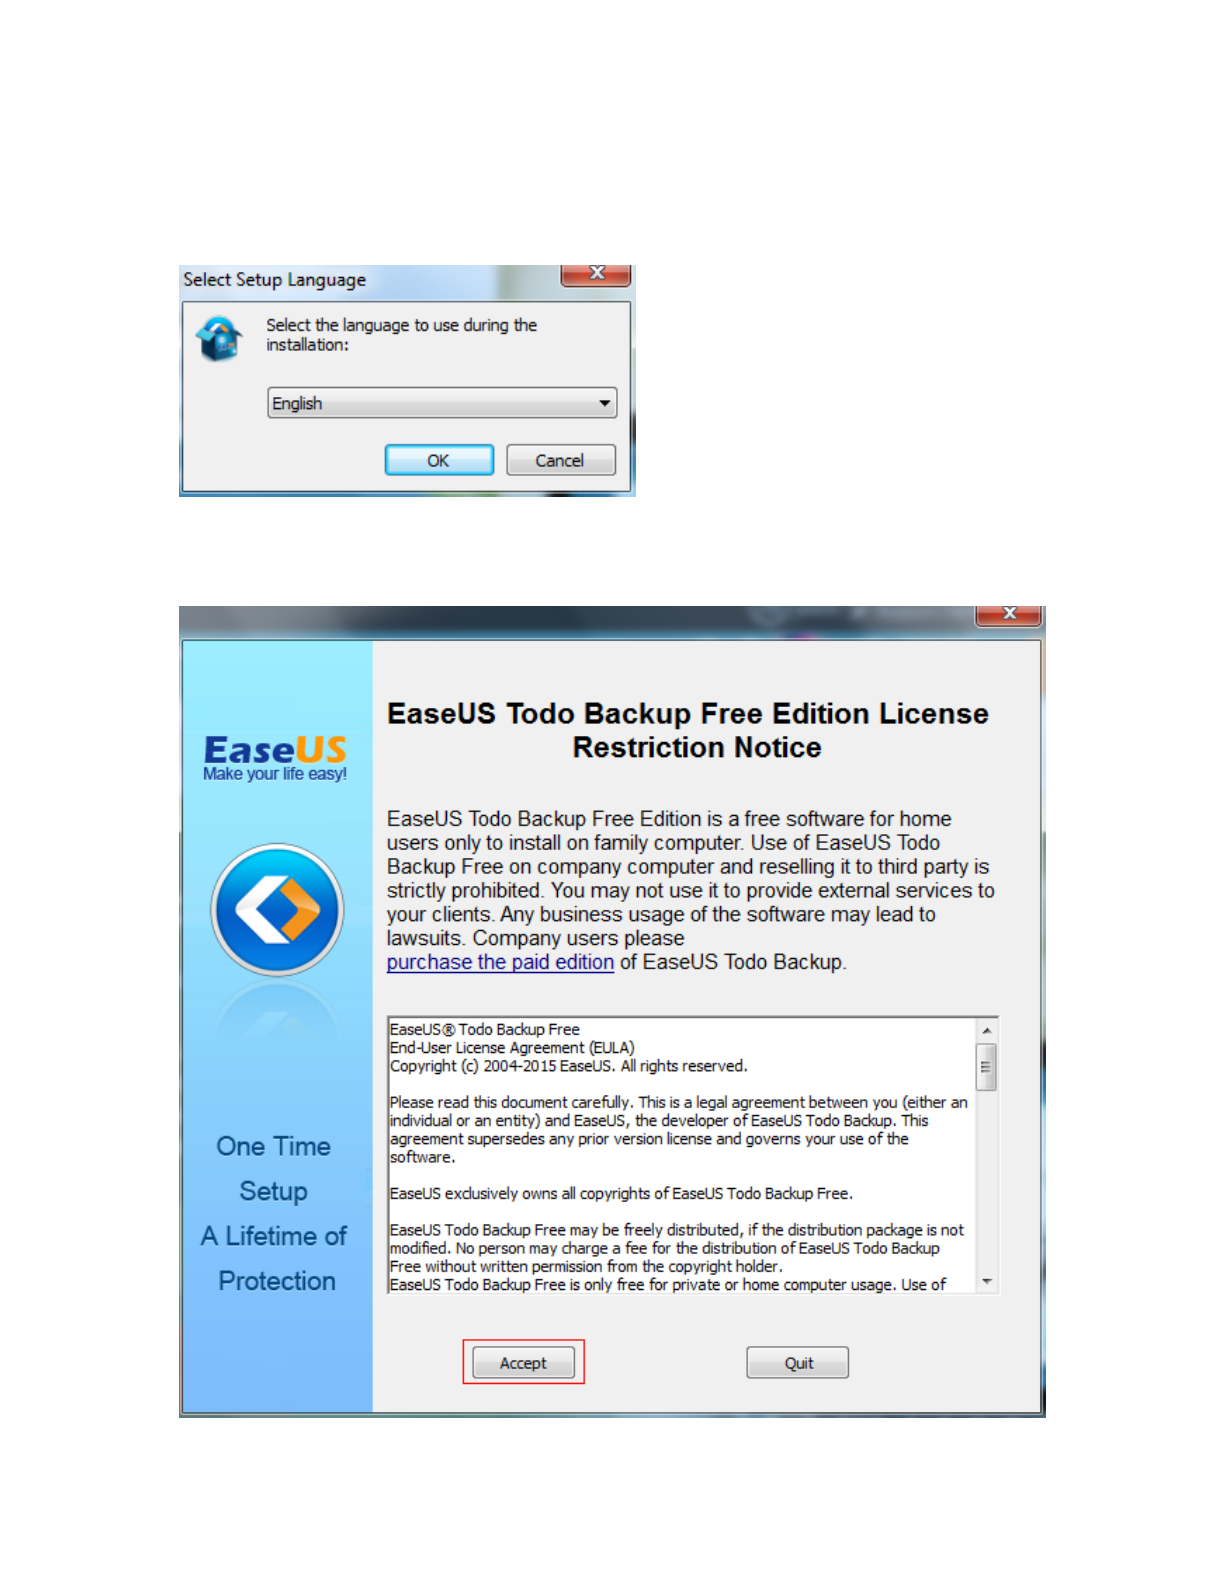 Select Setup Language
Select the language to use during the
installation:
English
OK
Cancel
EaseUS
Make your life easy!
One Time
Setup
A Lifetime of
Protection
EaseUS Todo Backup Free Edition License
Restriction Notice
EaseUS Todo Backup Free Edition is a free software for home
users only to install on family computer. Use of EaseUS Todo
Backup Free on company computer and reselling it to third party is
strictly prohibited. You may not use it to provide external services to
your clients. Any business usage of the software may lead to
lawsuits. Company users please
purchase the paid edition of EaseUS Todo Backup.
EaseUS® Todo Backup Free
End-User License Agreement (EULA)
Copyright (c) 2004-2015 EaseUS. All rights reserved.
Please read this document carefully. This is a legal agreement between you (either an
individual or an entity) and EaseUS, the developer of EaseUS Todo Backup. This
agreement supersedes any prior version license and governs your use of the
software.
EaseUS exclusively owns all copyrights of EaseUS Todo Backup Free.
EaseUS Todo Backup Free may be freely distributed, if the distribution package is not
modified. No person may charge a fee for the distribution of EaseUS Todo Backup
Free without written permission from the copyright holder.
EaseUS Todo Backup Free is only free for private or home computer usage. Use of
Accept
Quit